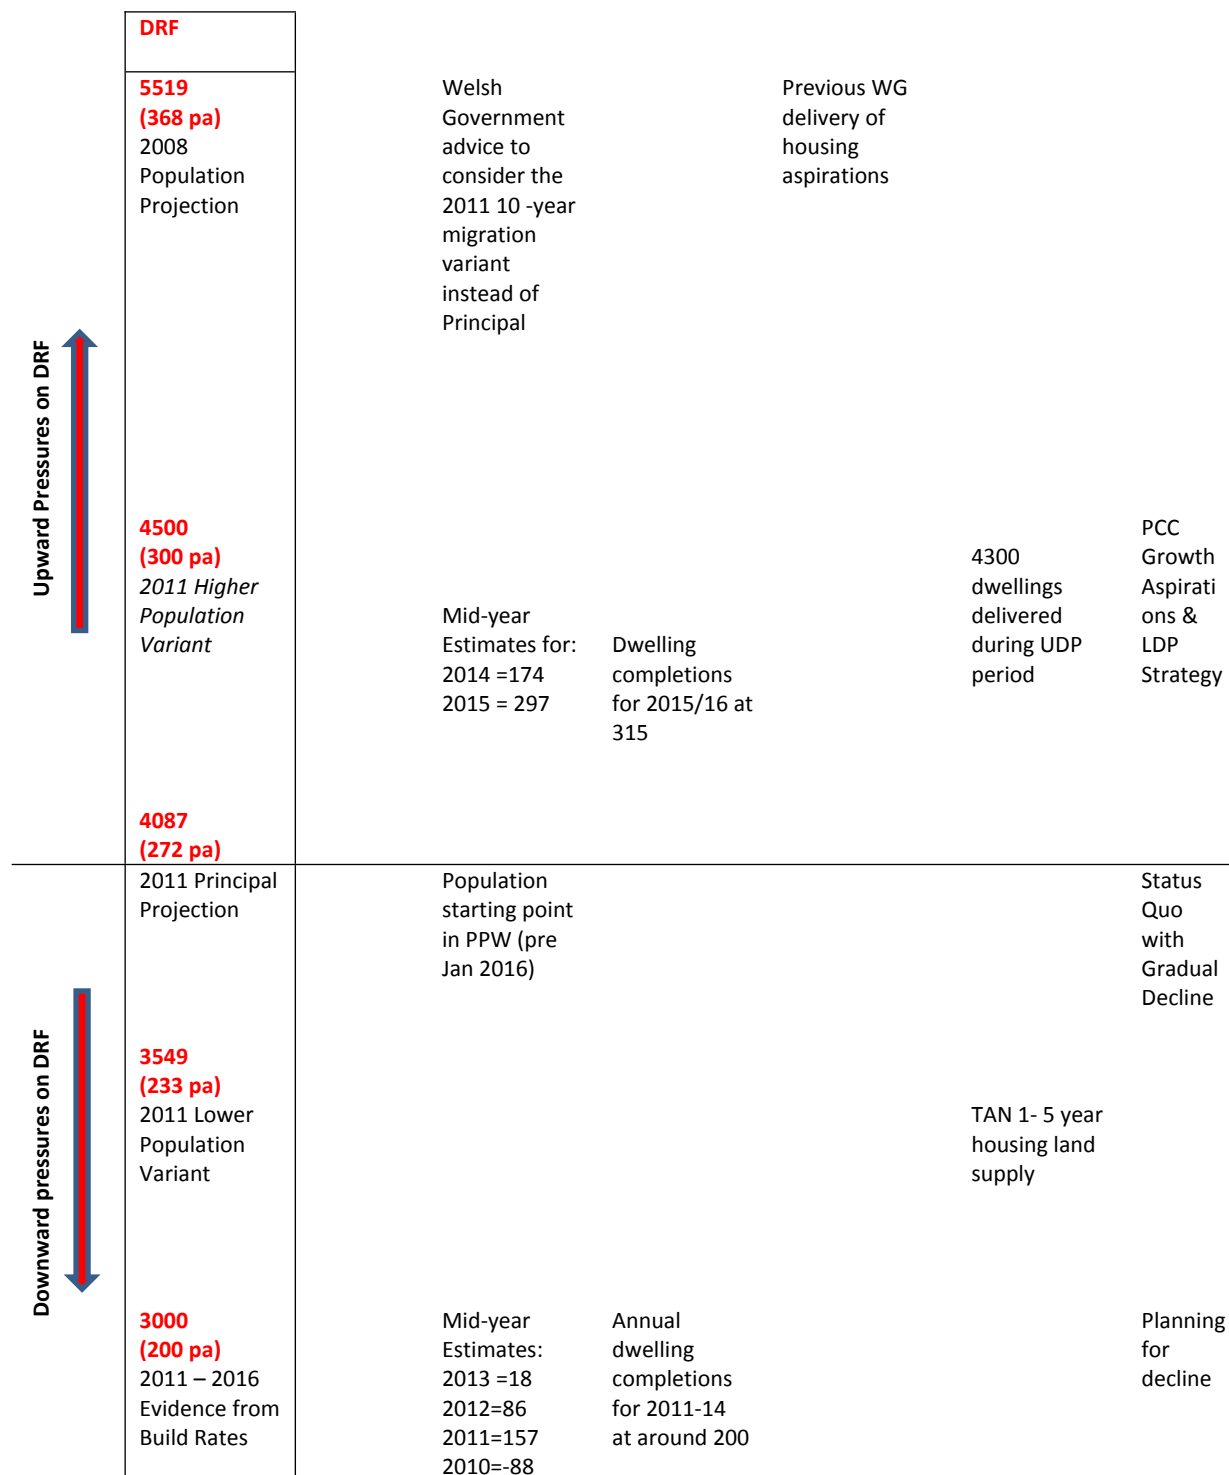 DRF
5519
(368 pa)
2008
Population
Projection
Welsh
Government
advice to
consider the
2011 10 -year
migration
variant
instead of
Principal
Previous WG
delivery of
housing
aspirations
Upward Pressures on DRF
4500
(300 pa)
2011 Higher
Population
Variant
Mid-year
Estimates for:
2014 =174
2015 = 297
Dwelling
completions
for 2015/16 at
315
4300
dwellings
delivered
during UDP
period
PCC
Growth
Aspirati
ons &
LDP
Strategy
4087
(272 pa)
2011 Principal
Projection
Population
starting point
in PPW (pre
Jan 2016)
Status
Quo
with
Gradual
Decline
Downward pressures on DRF
3549
(233 pa)
2011 Lower
Population
Variant
TAN 1- 5 year
housing land
supply
3000
(200 pa)
2011 – 2016
Evidence from
Build Rates
Mid-year
Estimates:
2013 =18
2012=86
2011=157
2010=-88
Annual
dwelling
completions
for 2011-14
at around 200
Planning
for
decline